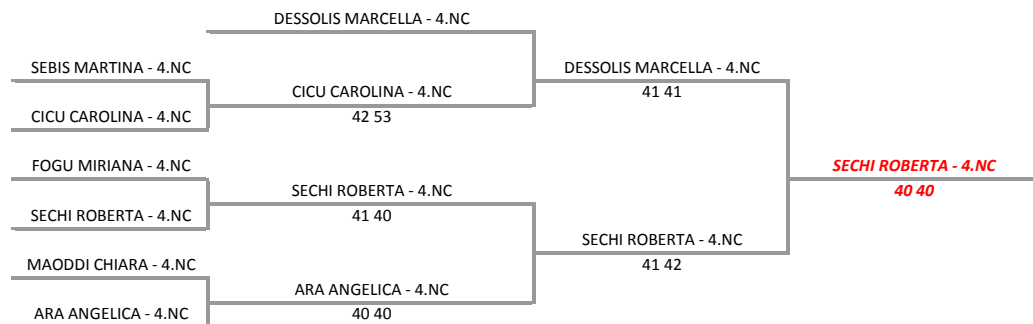 DESSOLIS MARCELLA - 4.NC
SEBIS MARTINA - 4.NC
DESSOLIS MARCELLA - 4.NC
CICU CAROLINA - 4.NC
41 41
CICU CAROLINA - 4.NC
42 53
FOGU MIRIANA - 4.NC
SECHI ROBERTA - 4.NC
SECHI ROBERTA - 4.NC
40 40
41 40
SECHI ROBERTA - 4.NC
SECHI ROBERTA - 4.NC
41 42
MAODDI CHIARA - 4.NC
ARA ANGELICA - 4.NC
40 40
ARA ANGELICA - 4.NC